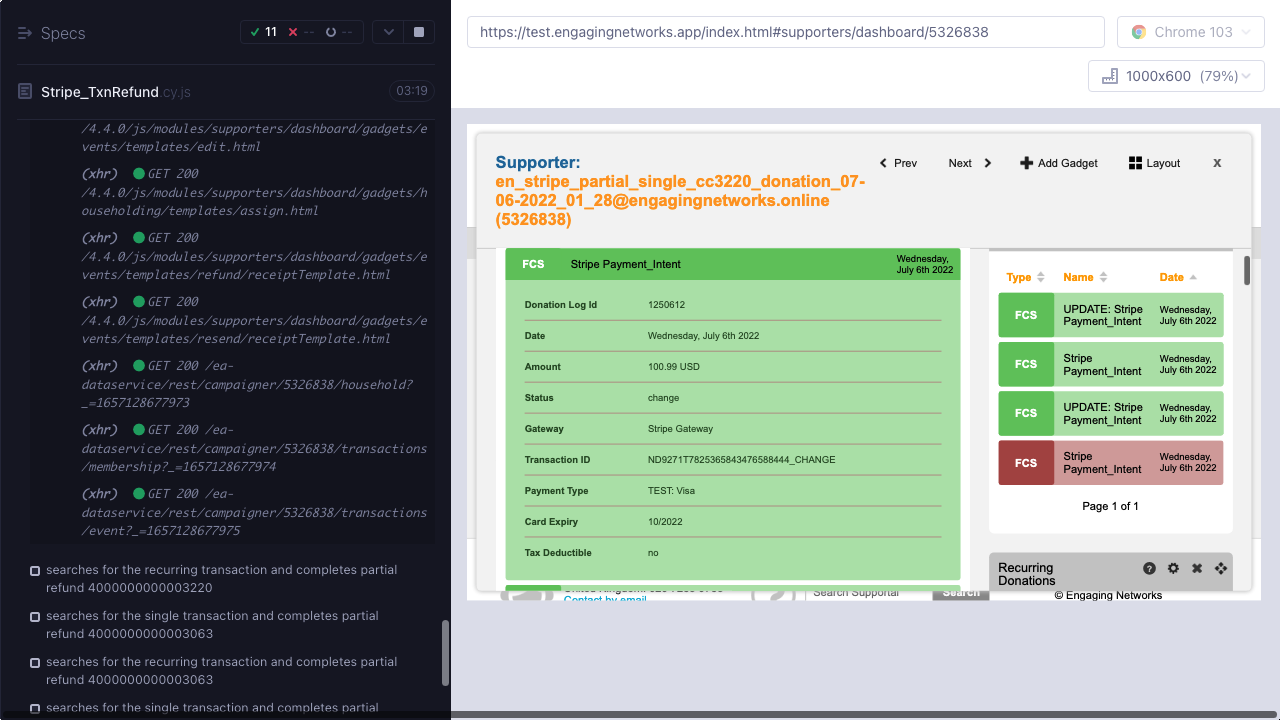 Specs
11
--
--
Stripe_TxnRefund.cy.js
03:19
/4.4.0/js/modules/supporters/dashboard/gadgets/e
vents/templates/edit.html
(xhr) GET 200
/4.4.0/js/modules/supporters/dashboard/gadgets/h
ouseholding/templates/assign.html
(xhr) GET 200
/4.4.0/js/modules/supporters/dashboard/gadgets/e
vents/templates/refund/receiptTemplate.html
(xhr) GET 200
/4.4.0/js/modules/supporters/dashboard/gadgets/e
vents/templates/resend/receiptTemplate.html
(xhr) GET 200 /ea-
dataservice/rest/campaigner/5326838/household?
_=1657128677973
(xhr) GET 200 /ea-
dataservice/rest/campaigner/5326838/transactions
/membership?_=1657128677974
(xhr) GET 200 /ea-
dataservice/rest/campaigner/5326838/transactions
/event?_=1657128677975
searches for the recurring transaction and completes partial
refund 4000000000003220
searches for the single transaction and completes partial
refund 4000000000003063
searches for the recurring transaction and completes partial
refund 4000000000003063
searches for the single transaction and completes partial
https://test.engagingnetworks.app/index.html#supporters/dashboard/5326838
Chrome 103
1000x600 (79%)
Supporter:
en_stripe_partial_single_cc3220_donation_07-
06-2022_01_28@engagingnetworks.online
(5326838)
Prev
Next
Add Gadget
Layout
x
FCS Stripe Payment_Intent
Wednesday,
July 6th 2022
Donation Log Id 1250612
Date Wednesday, July 6th 2022
Amount 100.99 USD
Status change
Gateway Stripe Gateway
Transaction ID ND9271T7825365843476588444_CHANGE
Payment Type TEST: Visa
Card Expiry 10/2022
Tax Deductible no
Contact by email
Search Supportal
Search
Type Name Date
FCS
UPDATE: Stripe
Payment_Intent
Wednesday,
July 6th 2022
FCS
Stripe
Payment_Intent
Wednesday,
July 6th 2022
FCS
UPDATE: Stripe
Payment_Intent
Wednesday,
July 6th 2022
FCS
Stripe
Payment_Intent
Wednesday,
July 6th 2022
Page 1 of 1
Recurring
Donations
© Engaging Networks